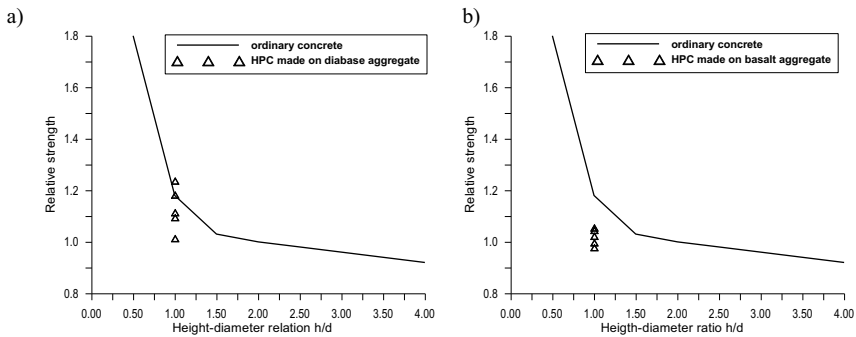 a)
1.8
1.6
1.4
1.2
1.0
0.8
Relative strength
ordinary concrete
HPC made on diabase aggregate
0.00 0.50 1.00 1.50 2.00 2.50 3.00 3.50 4.00
Height-diameter relation h/d
b)
1.8
1.6
1.4
1.2
1.0
0.8
Relative strength
ordinary concrete
HPC made on basalt aggregate
0.00 0.50 1.00 1.50 2.00 2.50 3.00 3.50 4.00
Heigth-diameter ratio h/d